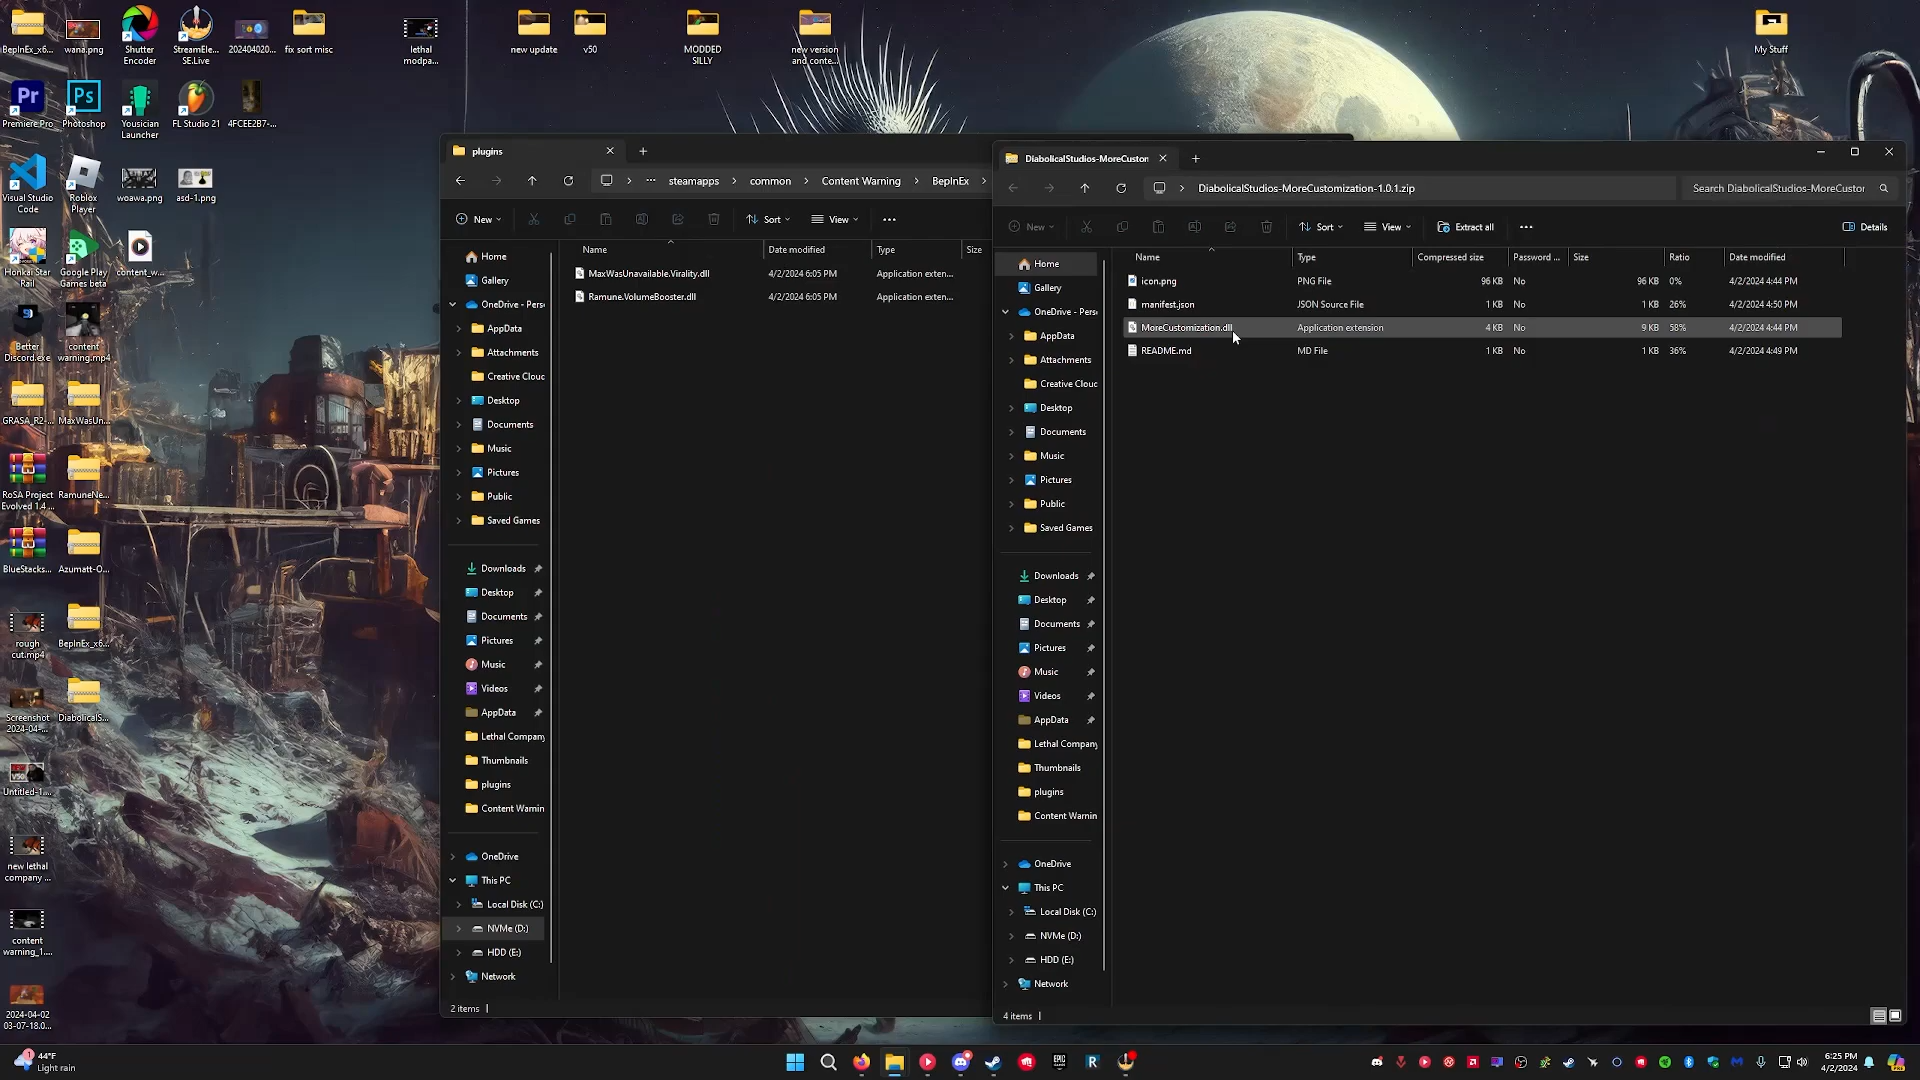 BepInEx_x6...
wana.png
Shutter
Encoder
StreamEle...
SE.Live
202404020...
fix sort misc
lethal
modpa...
new update
v50
MODDED
SILLY
new version
and conte...
My Stuff
Premiere Pro
Photoshop
Yousician
Launcher
FL Studio 21
4FCEE2B7-...
Visual Studio
Code
Roblox
Player
woawa.png
asd-1.png
Honkai Star
Rail
Google Play
Games beta
content_w...
Better
Discord.exe
content
warning.mp4
GRASA_R2-...
MaxWasUn...
RoSA Project
Evolved 1.4 ...
RamuneNe...
BlueStacks...
Azumatt-O...
rough
cut.mp4
BepInEx_x6...
Screenshot
2024-04-...
DiabolicalS...
Untitled-1....
new lethal
company ...
content
warning_1...
2024-04-02
03-07-18.0...
plugins
steamapps
common
Content Warning
BepInEx
New
Sort
View
Name
Date modified
Type
Size
MaxWasUnavailable.Virality.dll
4/2/2024 6:05 PM
Application exten...
Ramune.VolumeBooster.dll
4/2/2024 6:05 PM
Application exten...
Home
Gallery
OneDrive - Pers
AppData
Attachments
Creative Clouc
Desktop
Documents
Music
Pictures
Public
Saved Games
Downloads
Desktop
Documents
Pictures
Music
Videos
AppData
Lethal Company
Thumbnails
plugins
Content Warnin
OneDrive
This PC
Local Disk (C:)
NVMe (D:)
HDD (E:)
Network
2 items
DiabolicalStudios-MoreCustom
DiabolicalStudios-MoreCustomization-1.0.1.zip
Search DiabolicalStudios-MoreCustor
New
Sort
View
Extract all
Details
Name
Type
Compressed size
Password ...
Size
Ratio
Date modified
icon.png
PNG File
96 KB
No
96 KB
0%
4/2/2024 4:44 PM
manifest.json
JSON Source File
1 KB
No
1 KB
26%
4/2/2024 4:50 PM
MoreCustomization.dll
Application extension
4 KB
No
9 KB
58%
4/2/2024 4:44 PM
README.md
MD File
1 KB
No
1 KB
36%
4/2/2024 4:49 PM
Home
Gallery
OneDrive - Pers
AppData
Attachments
Creative Clouc
Desktop
Documents
Music
Pictures
Public
Saved Games
Downloads
Desktop
Documents
Pictures
Music
Videos
AppData
Lethal Company
Thumbnails
plugins
Content Warnin
OneDrive
This PC
Local Disk (C:)
NVMe (D:)
HDD (E:)
Network
4 items
44°F
Light rain
6:25 PM
4/2/2024